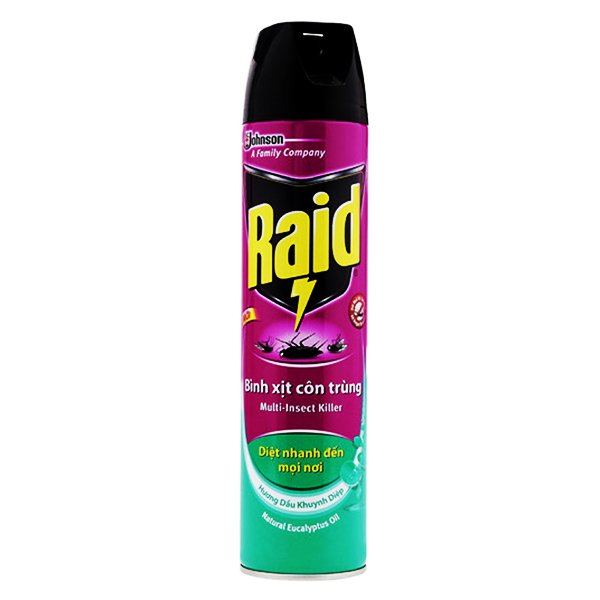 Johnson
A Family Company
Raid
Bình xịt côn trùng
Multi-Insect Killer
Diệt nhanh đến
mọi nơi
Hương Dầu Khuynh Diệp
Natural Eucalyptus Oil